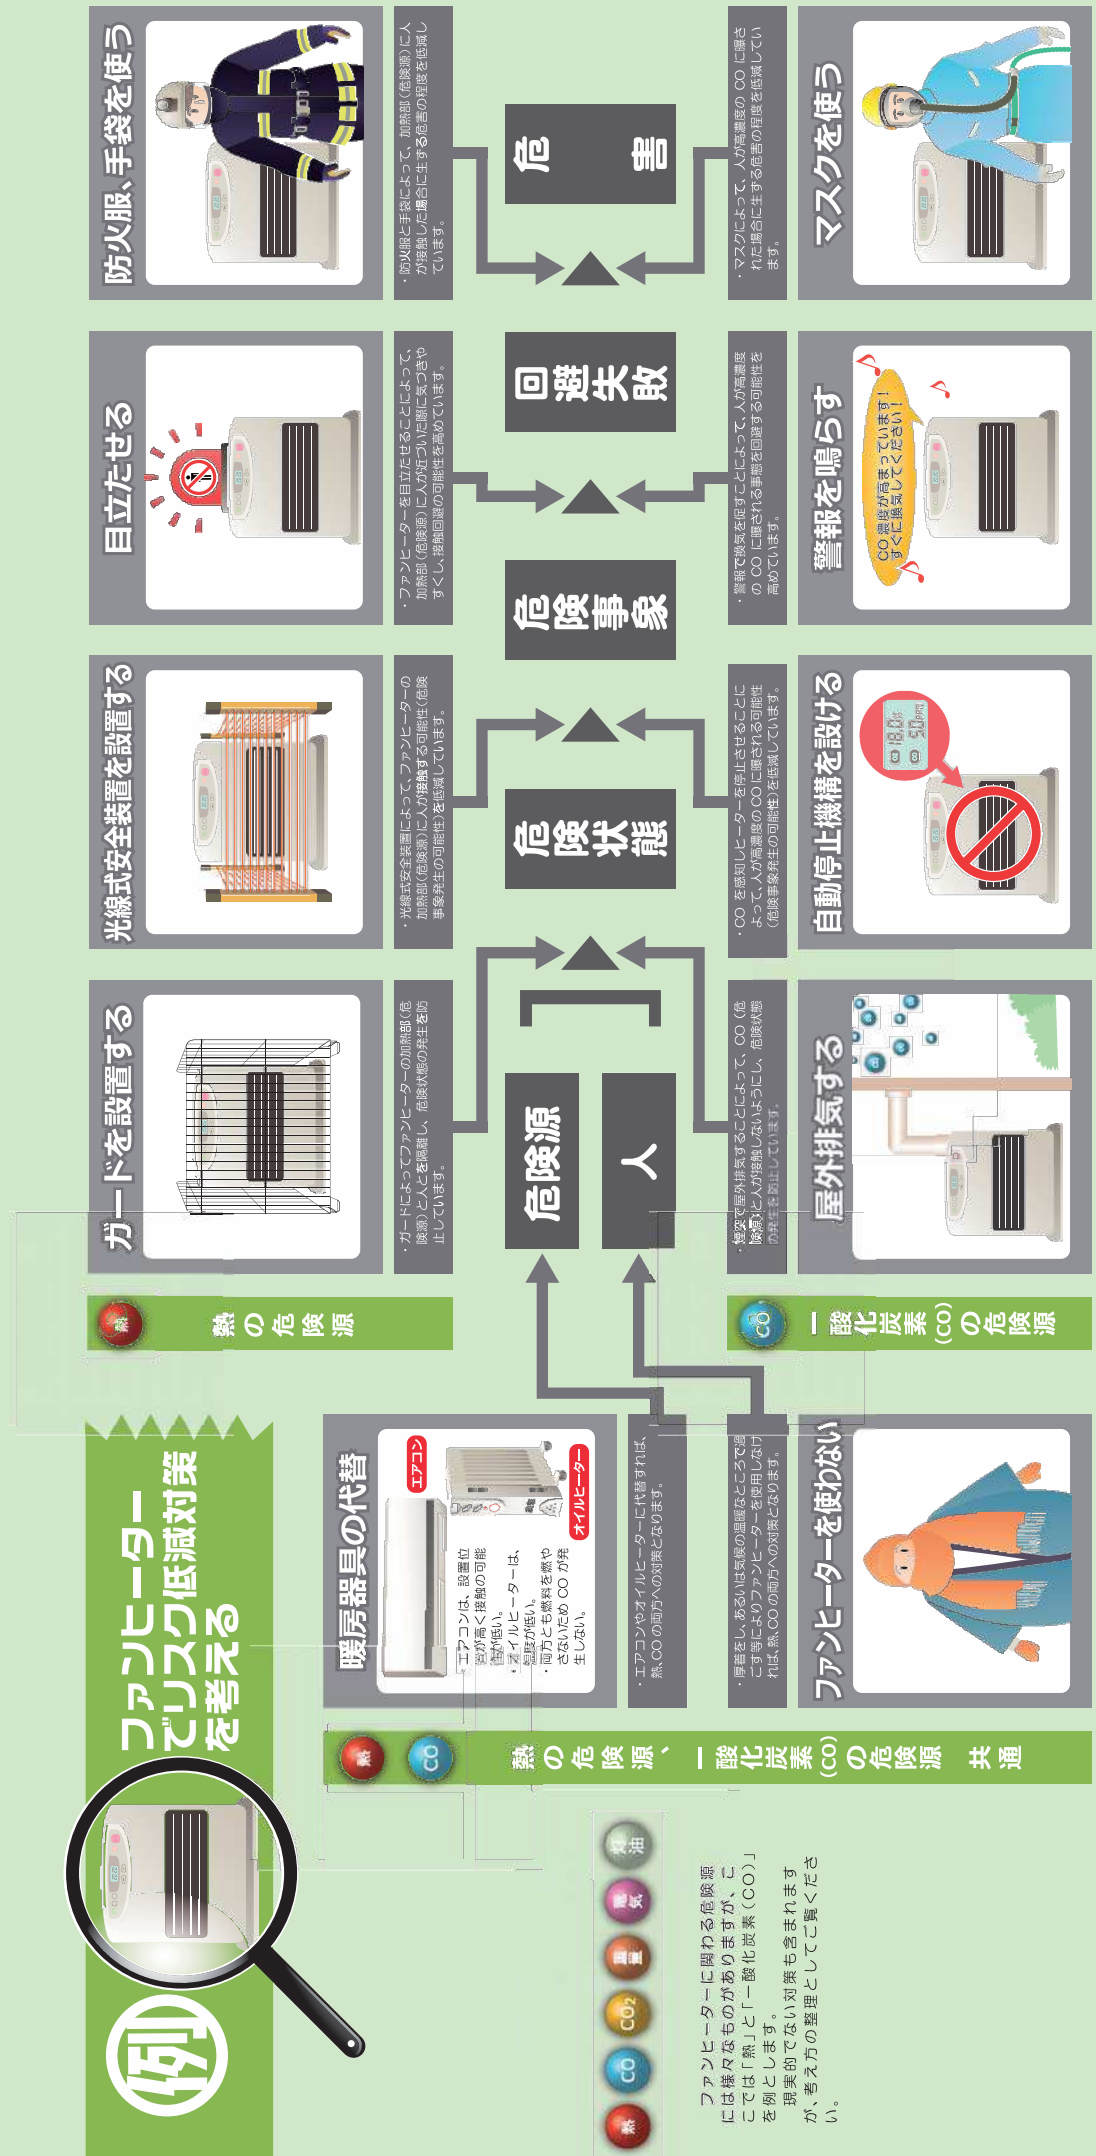 例
ファンヒーター
でリスク低減対策
を考える
熱
CO
CO₂
重量
電気
灯油
ファンヒーターに関わる危険源
には様々なものがありますが、こ
こでは「熱」と「一酸化炭素(CO)」
を例とします。
現実的でない対策も含まれます
が、考え方の整理としてご覧くださ
い。
熱
CO
熱の危険源、一酸化炭素(CO)の危険源 共通
暖房器具の代替
エアコン
オイルヒーター
・エアコンは、設置位
置が高く接触の可能
性が低い。
・オイルヒーターは、
温度が低い。
・両方とも燃料を燃や
さないため CO が発
生しない。
・エアコンやオイルヒーターに代替すれば、
熱、CO の両方への対策となります。
ファンヒーターを使わない
・厚着をし、あるいは気候の温暖なところで過
ごす等によりファンヒーターを使用しなけ
れば、熱、CO の両方への対策となります。
熱
熱の危険源
ガードを設置する
・ガードによってファンヒーターの加熱部(危
険源)と人とを隔離し、危険状態の発生を防
止しています。
光線式安全装置を設置する
・光線式安全装置によって、ファンヒーターの
加熱部(危険源)に人が接触する可能性(危険
事象発生の可能性)を低減しています。
目立たせる
・ファンヒーターを目立たせることによって、
加熱部(危険源)に人が近づいた際に気づきや
すくし、接触回避の可能性を高めています。
防火服、手袋を使う
・防火服と手袋によって、加熱部(危険源)に人
が接触した場合に生ずる危害の程度を低減し
ています。
危険源
人
危険状態
危険事象
回避失敗
危害
CO
一酸化炭素(CO)の危険源
屋外排気する
・煙突で屋外排気することによって、CO(危
険源)と人が接触しないようにし、危険状態
の発生を防止しています。
自動停止機構を設ける
18.0%
50ppm
・CO を感知しヒーターを停止させることに
よって、人が高濃度の CO に曝される可能性
(危険事象発生の可能性)を低減しています。
警報を鳴らす
CO 濃度が高まっています！
すぐに換気してください！
・警報で換気を促すことによって、人が高濃度
の CO に曝される事態を回避する可能性を
高めています。
マスクを使う
・マスクによって、人が高濃度の CO に曝さ
れた場合に生ずる危害の程度を低減してい
ます。